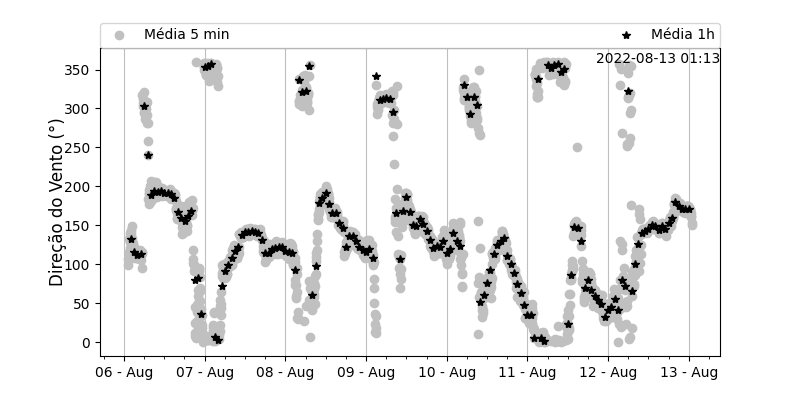 Média 5 min
Média 1h
2022-08-13 01:13
Direção do Vento (°)
350
300
250
200
150
100
50
0
06 - Aug
07 - Aug
08 - Aug
09 - Aug
10 - Aug
11 - Aug
12 - Aug
13 - Aug